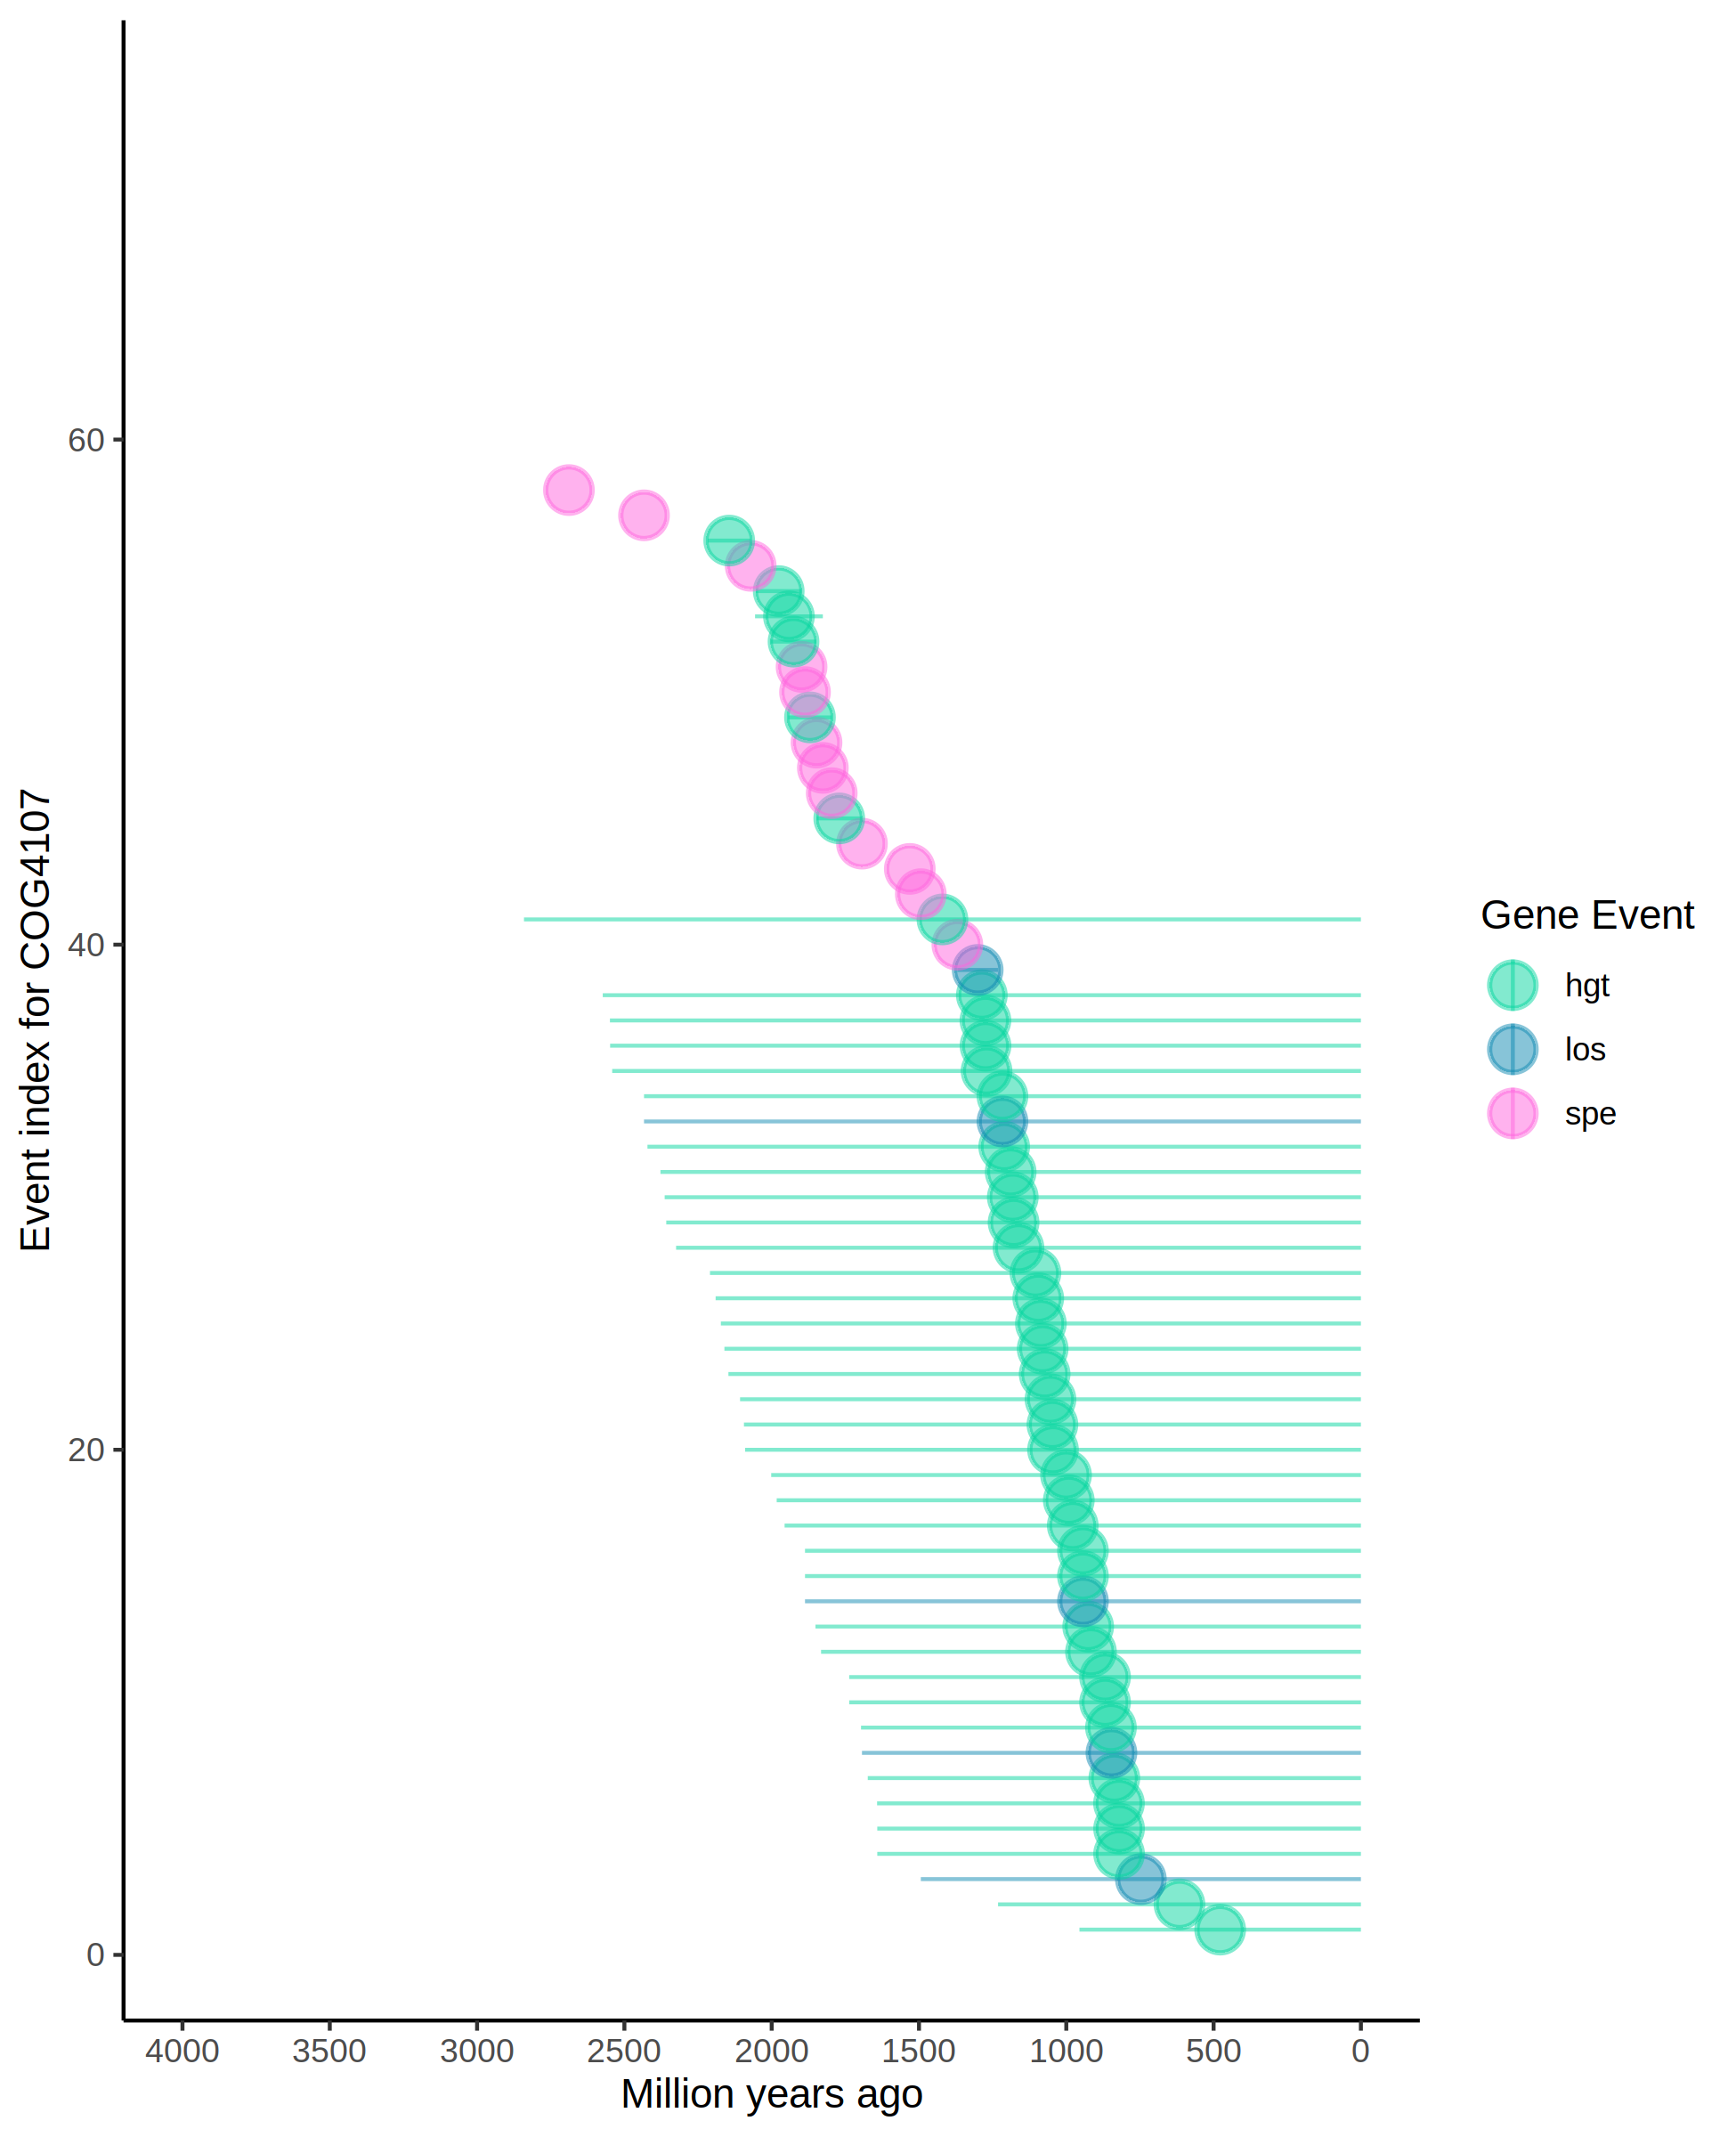 60
40
20
0
Event index for COG4107
4000 3500 3000 2500 2000 1500 1000 500 0
Million years ago
Gene Event
hgt
los
spe